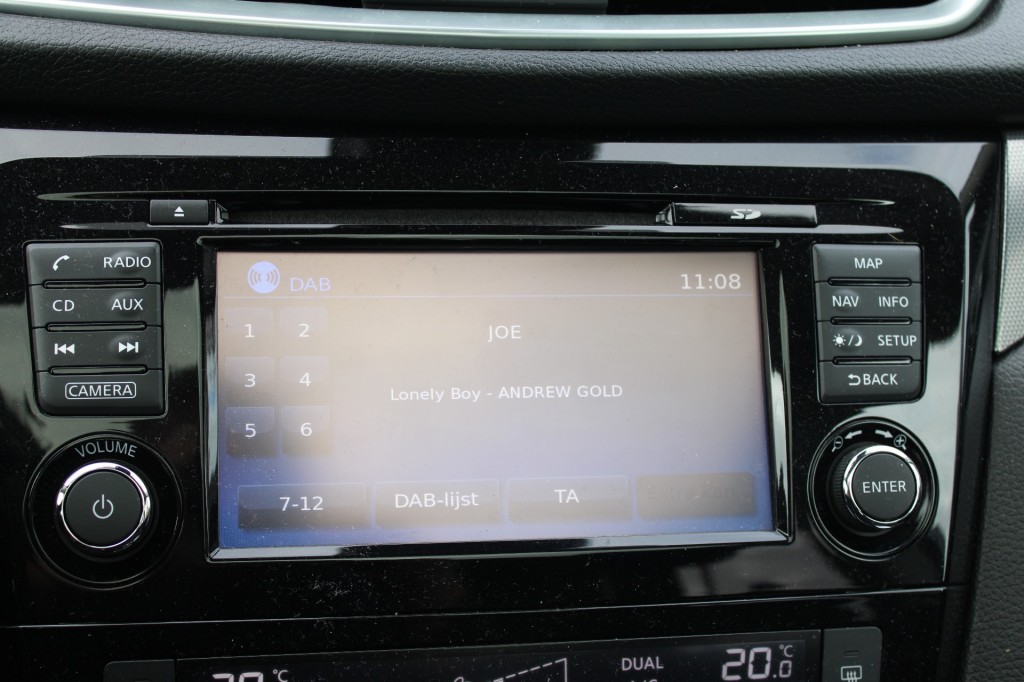 SD
RADIO
CD AUX
CAMERA
VOLUME
DAB 11:08
1 2
3 4
5 6
JOE
Lonely Boy - ANDREW GOLD
7-12 DAB-lijst TA
MAP
NAV INFO
SETUP
BACK
ENTER
°C DUAL 20.0 °C